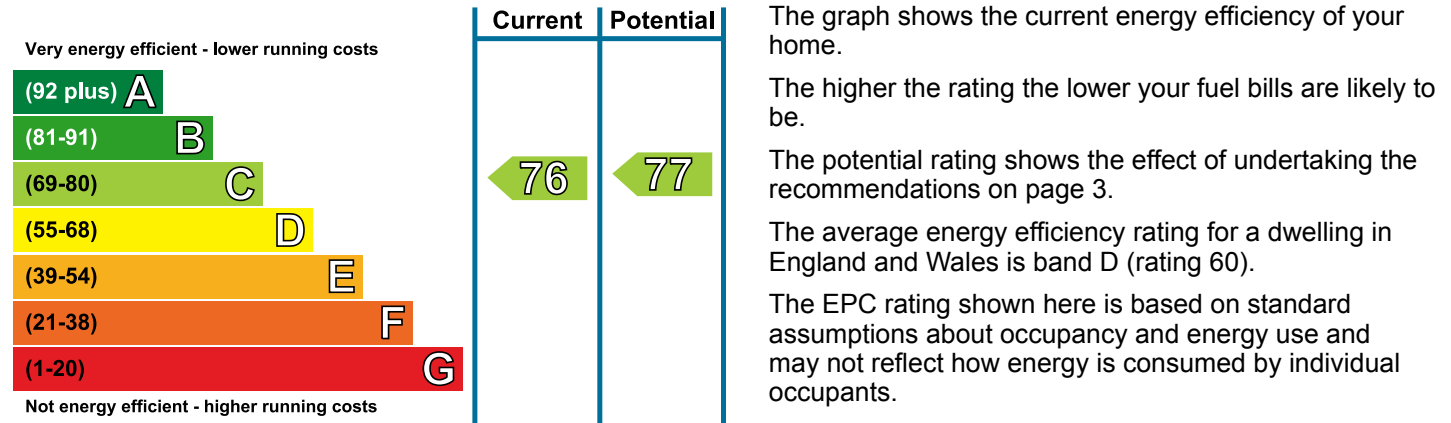 Current Potential
Very energy efficient - lower running costs
(92 plus) A
(81-91) B
(69-80) C
(55-68) D
(39-54) E
(21-38) F
(1-20) G
Not energy efficient - higher running costs
76 77
The graph shows the current energy efficiency of your
home.
The higher the rating the lower your fuel bills are likely to
be.
The potential rating shows the effect of undertaking the
recommendations on page 3.
The average energy efficiency rating for a dwelling in
England and Wales is band D (rating 60).
The EPC rating shown here is based on standard
assumptions about occupancy and energy use and
may not reflect how energy is consumed by individual
occupants.